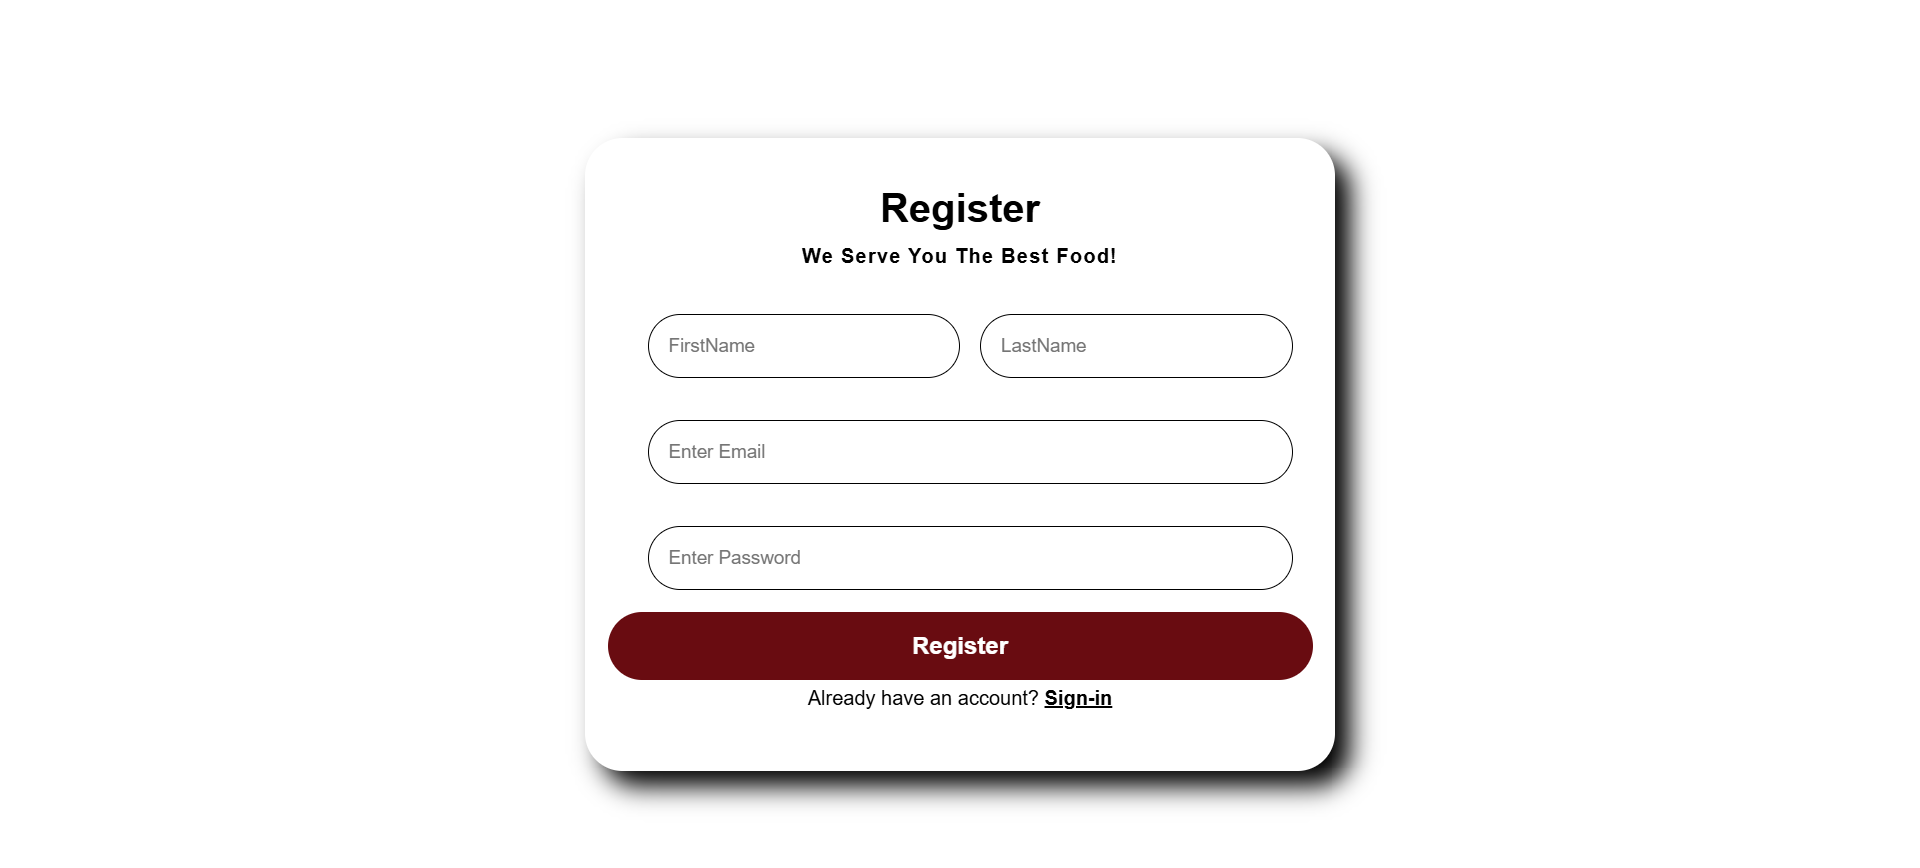 Register
We Serve You The Best Food!
FirstName LastName
Enter Email
Enter Password
Register
Already have an account? Sign-in